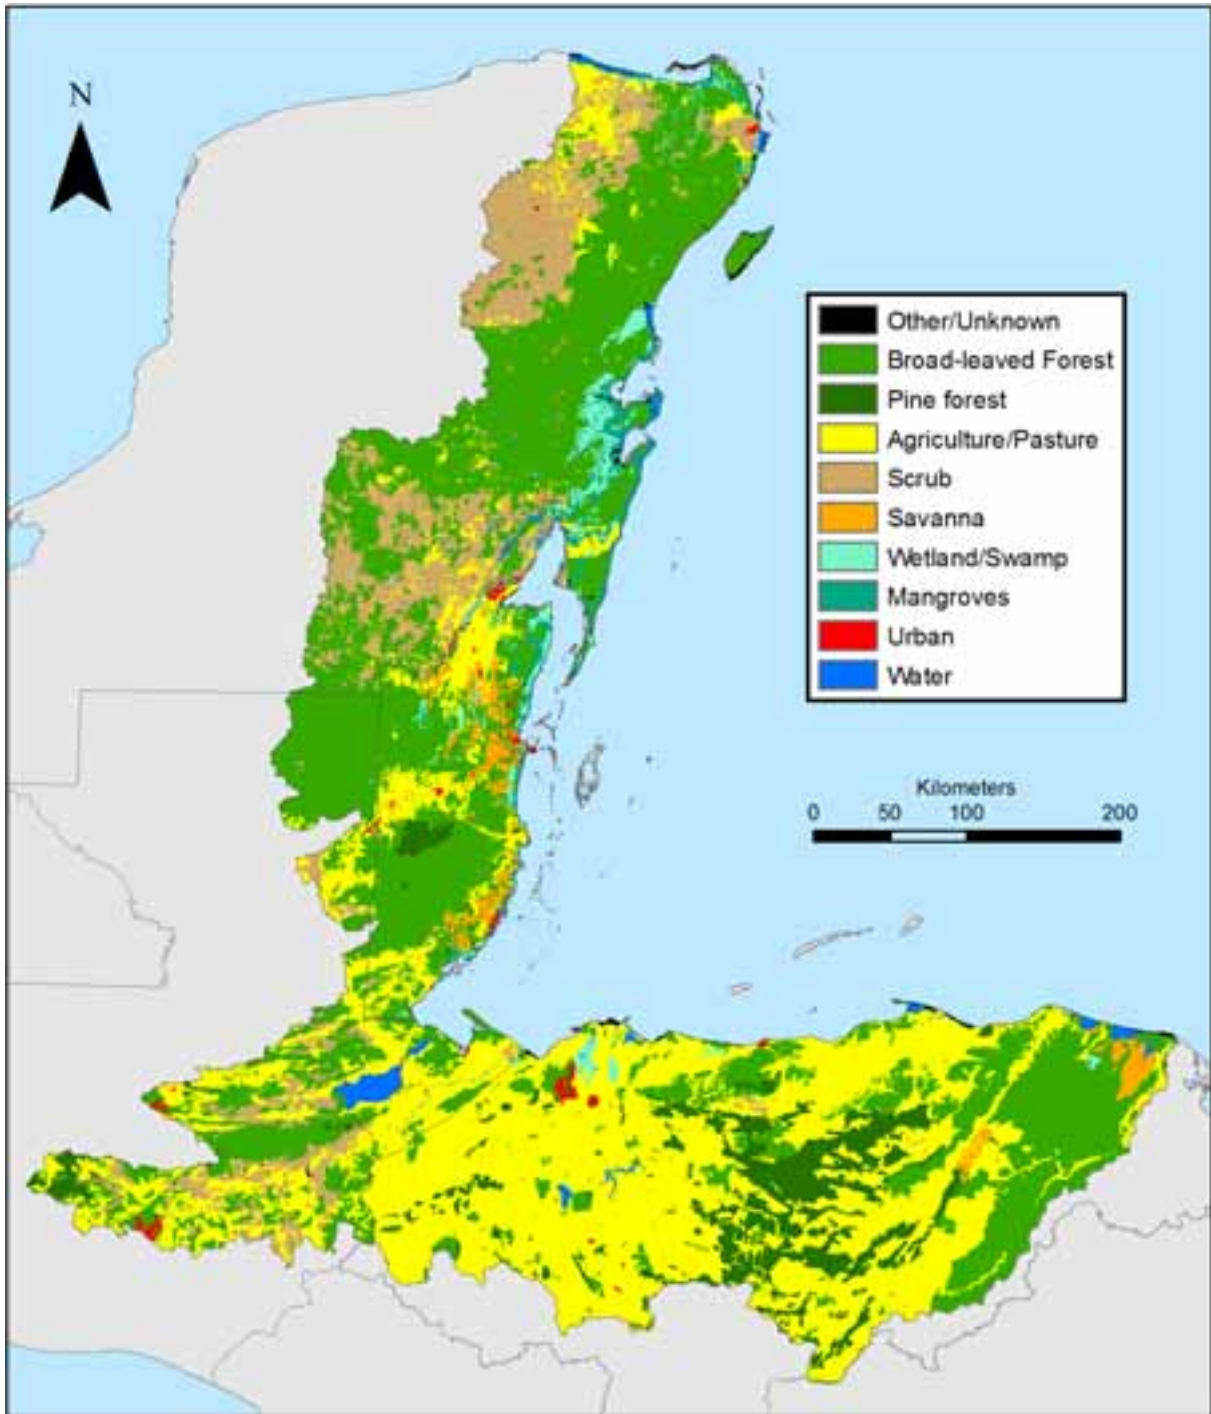 N
Other/Unknown
Broad-leaved Forest
Pine forest
Agriculture/Pasture
Scrub
Savanna
Wetland/Swamp
Mangroves
Urban
Water
Kilometers
0 50 100 200